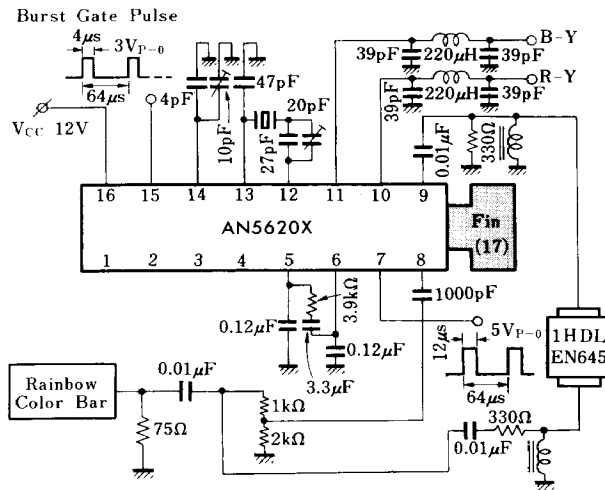 Burst Gate Pulse
4μs
3VP-0
64μs
VCC 12V
4pF
10pF
47pF
20pF
27pF
39pF
220μH
39pF
B-Y
39pF
220μH
39pF
R-Y
0.01μF
330Ω
16 15 14 13 12 11 10 9
AN5620X
Fin
(17)
1 2 3 4 5 6 7 8
0.12μF
3.9kΩ
3.3μF
0.12μF
1000pF
12μs
5VP-0
64μs
1HDL
EN645
Rainbow
Color Bar
0.01μF
75Ω
1kΩ
2kΩ
0.01μF
330Ω